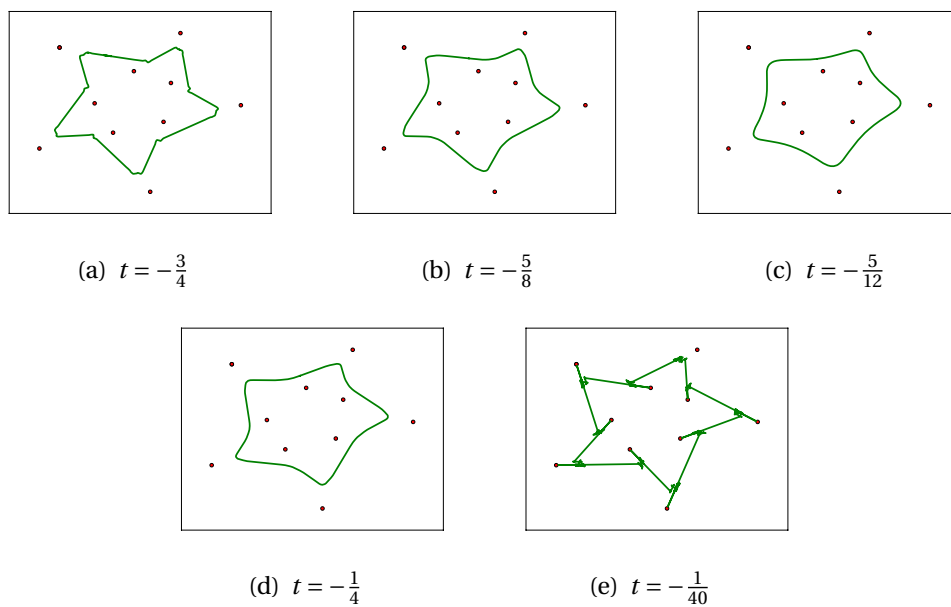 (a) t = −3/4
(b) t = −5/8
(c) t = −5/12
(d) t = −1/4
(e) t = −1/40